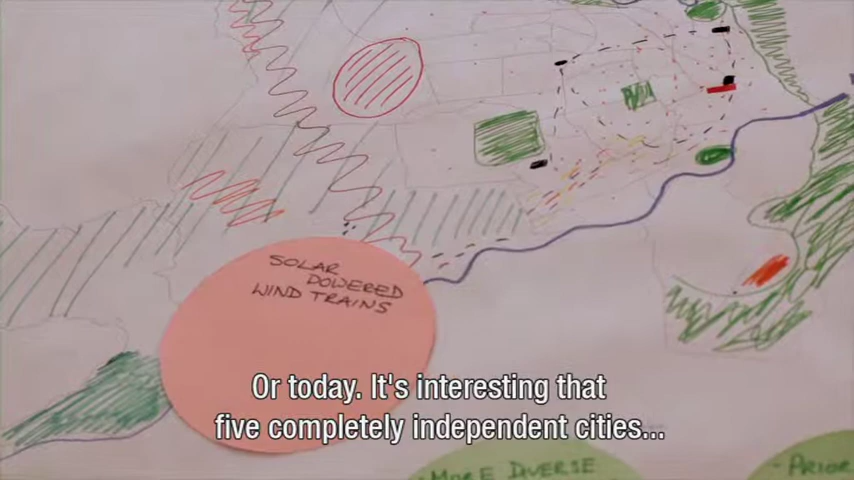 SOLAR
POWERED
WIND TRAINS
Or today. It's interesting that
five completely independent cities...
MORE DIVERSE
PRIOR